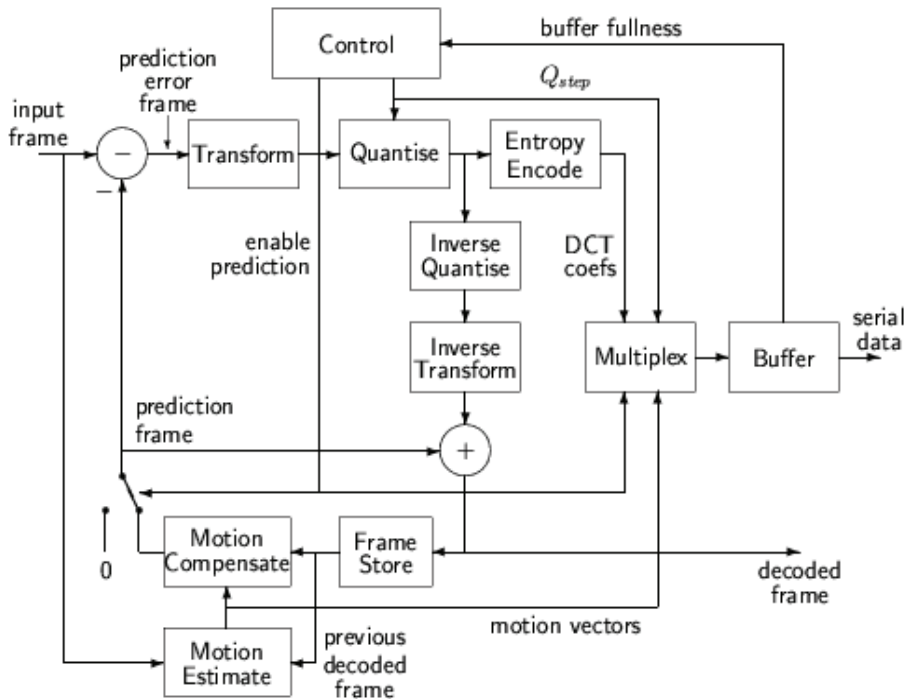 Control
buffer fullness
Q_step
prediction
error
frame
input
frame
−
−
Transform
Quantise
Entropy
Encode
enable
prediction
Inverse
Quantise
DCT
coefs
Inverse
Transform
Multiplex
Buffer
serial
data
prediction
frame
+
0
Motion
Compensate
Frame
Store
decoded
frame
motion vectors
Motion
Estimate
previous
decoded
frame